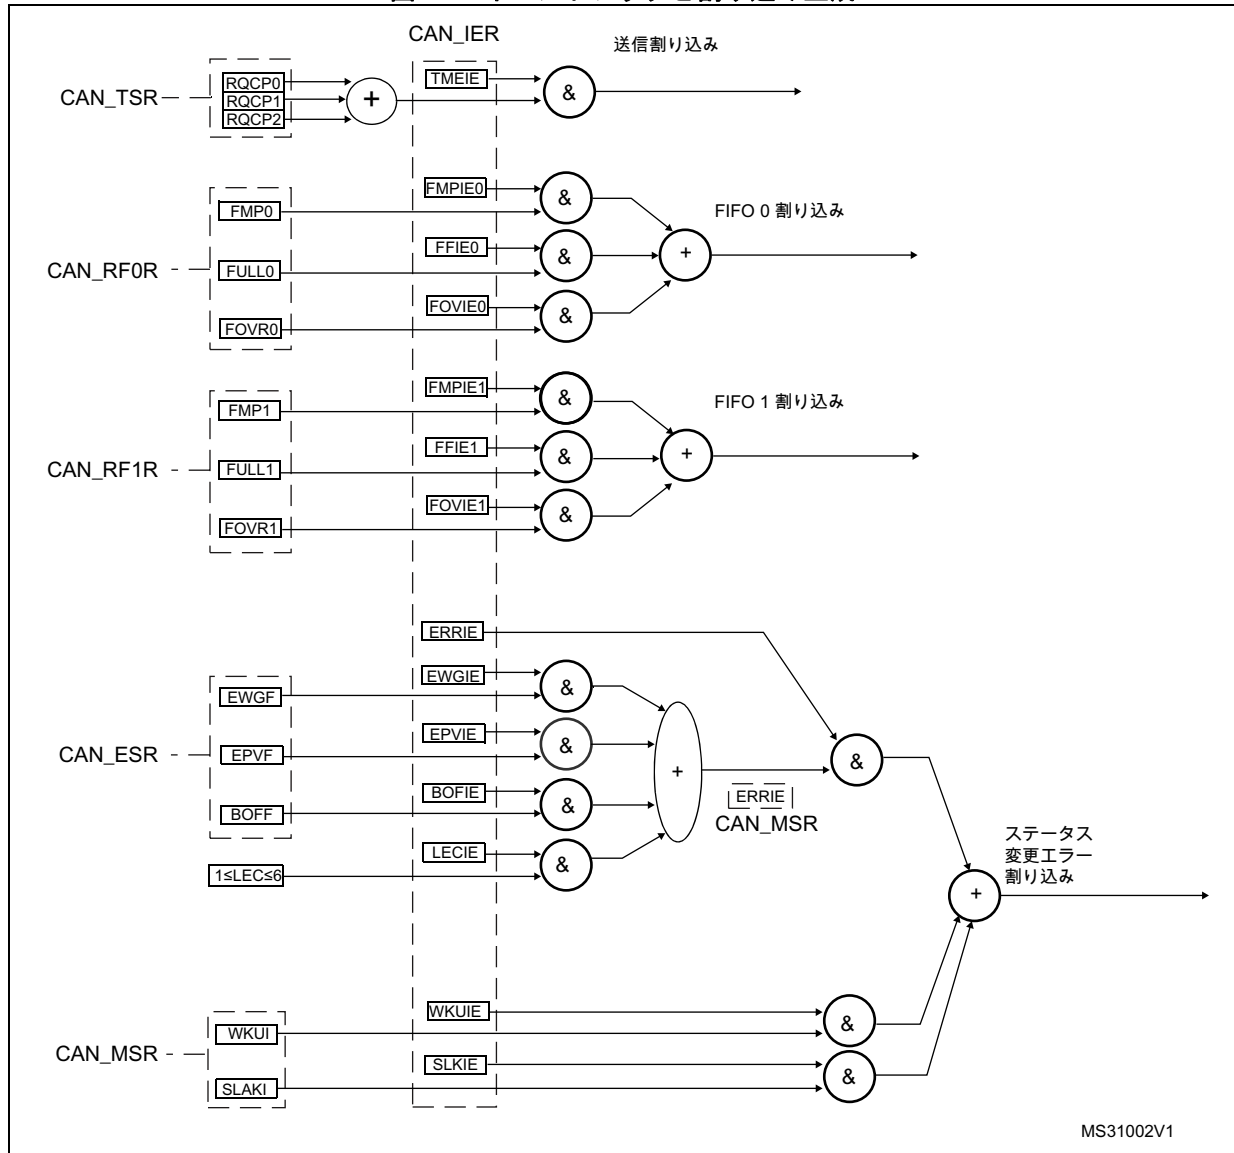 CAN_IER
送信割り込み
CAN_TSR
RQCP0
RQCP1
RQCP2
+
TMEIE
&
FMPIE0
&
FMP0
FIFO 0 割り込み
FFIE0
&
+
CAN_RF0R
FULL0
FOVIE0
&
FOVR0
FMPIE1
&
FMP1
FIFO 1 割り込み
FFIE1
&
+
CAN_RF1R
FULL1
FOVIE1
&
FOVR1
ERRIE
EWGIE
&
EWGF
EPVIE
&
CAN_ESR
EPVF
+
&
BOFIE
&
ERRIE
CAN_MSR
BOFF
LECIE
&
1≤LEC≤6
ステータス
変更エラー
割り込み
+
WKUIE
&
WKUI
CAN_MSR
SLKIE
&
SLAKI
MS31002V1